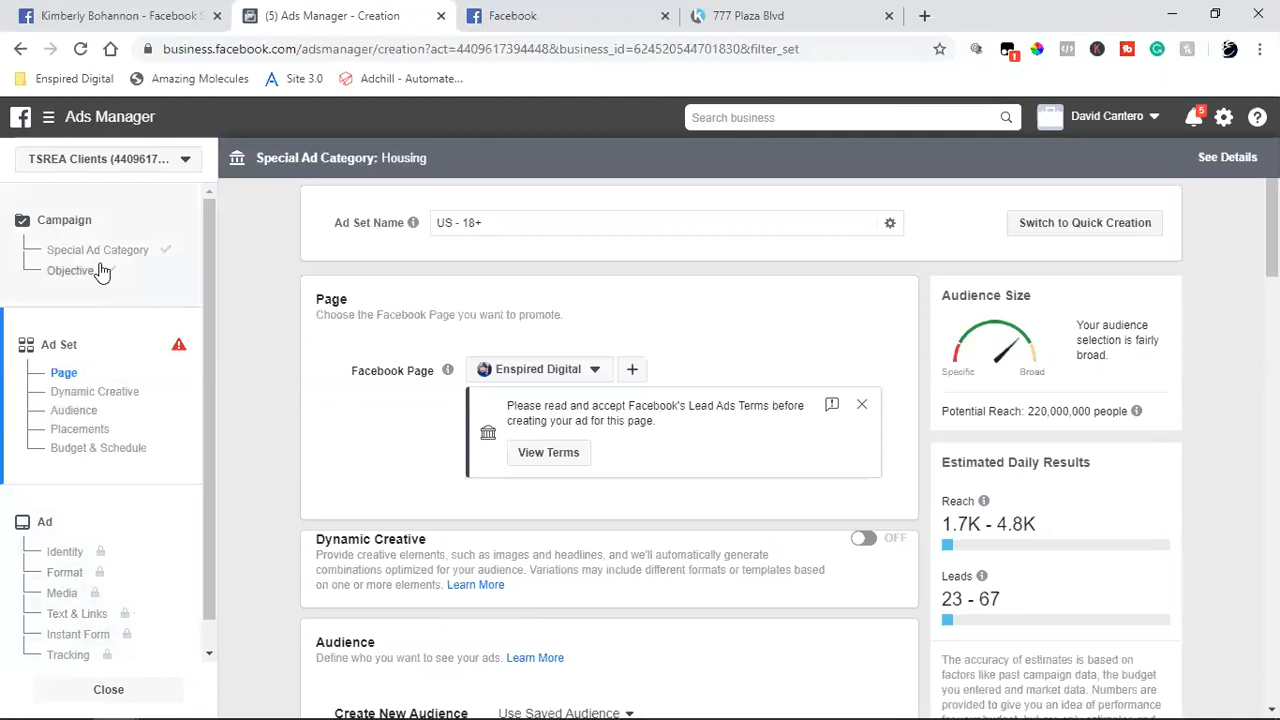 Kimberly Bohannon - Facebook S
(5) Ads Manager - Creation
Facebook
777 Plaza Blvd
business.facebook.com/adsmanager/creation?act=4409617394448&business_id=624520544701830&filter_set
1
Enspired Digital
Amazing Molecules
Site 3.0
Adchill - Automate...
Ads Manager
Search business
David Cantero
5
TSREA Clients (4409617...
Special Ad Category: Housing
See Details
Campaign
Special Ad Category
Objective
Ad Set
Page
Dynamic Creative
Audience
Placements
Budget & Schedule
Ad
Identity
Format
Media
Text & Links
Instant Form
Tracking
Close
Ad Set Name
US - 18+
Switch to Quick Creation
Page
Choose the Facebook Page you want to promote.
Facebook Page
Enspired Digital
Please read and accept Facebook's Lead Ads Terms before
creating your ad for this page.
View Terms
Dynamic Creative
OFF
Provide creative elements, such as images and headlines, and we'll automatically generate
combinations optimized for your audience. Variations may include different formats or templates based
on one or more elements. Learn More
Audience
Define who you want to see your ads. Learn More
Create New Audience
Use Saved Audience
Audience Size
Your audience
selection is fairly
broad.
Specific
Broad
Potential Reach: 220,000,000 people
Estimated Daily Results
Reach
1.7K - 4.8K
Leads
23 - 67
The accuracy of estimates is based on
factors like past campaign data, the budget
you entered and market data. Numbers are
provided to give you an idea of performance